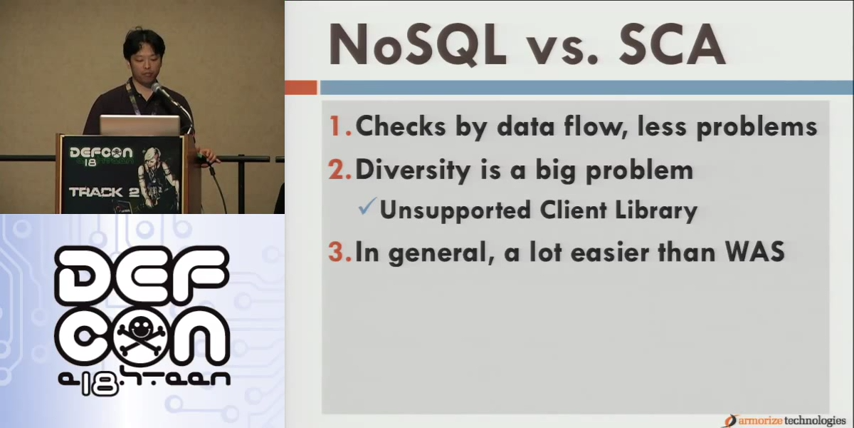 NoSQL vs. SCA
1. Checks by data flow, less problems
2. Diversity is a big problem
✓ Unsupported Client Library
3. In general, a lot easier than WAS
armorize technologies
DEFCON
18
TRACK 2
DEF
CON
e18hteen